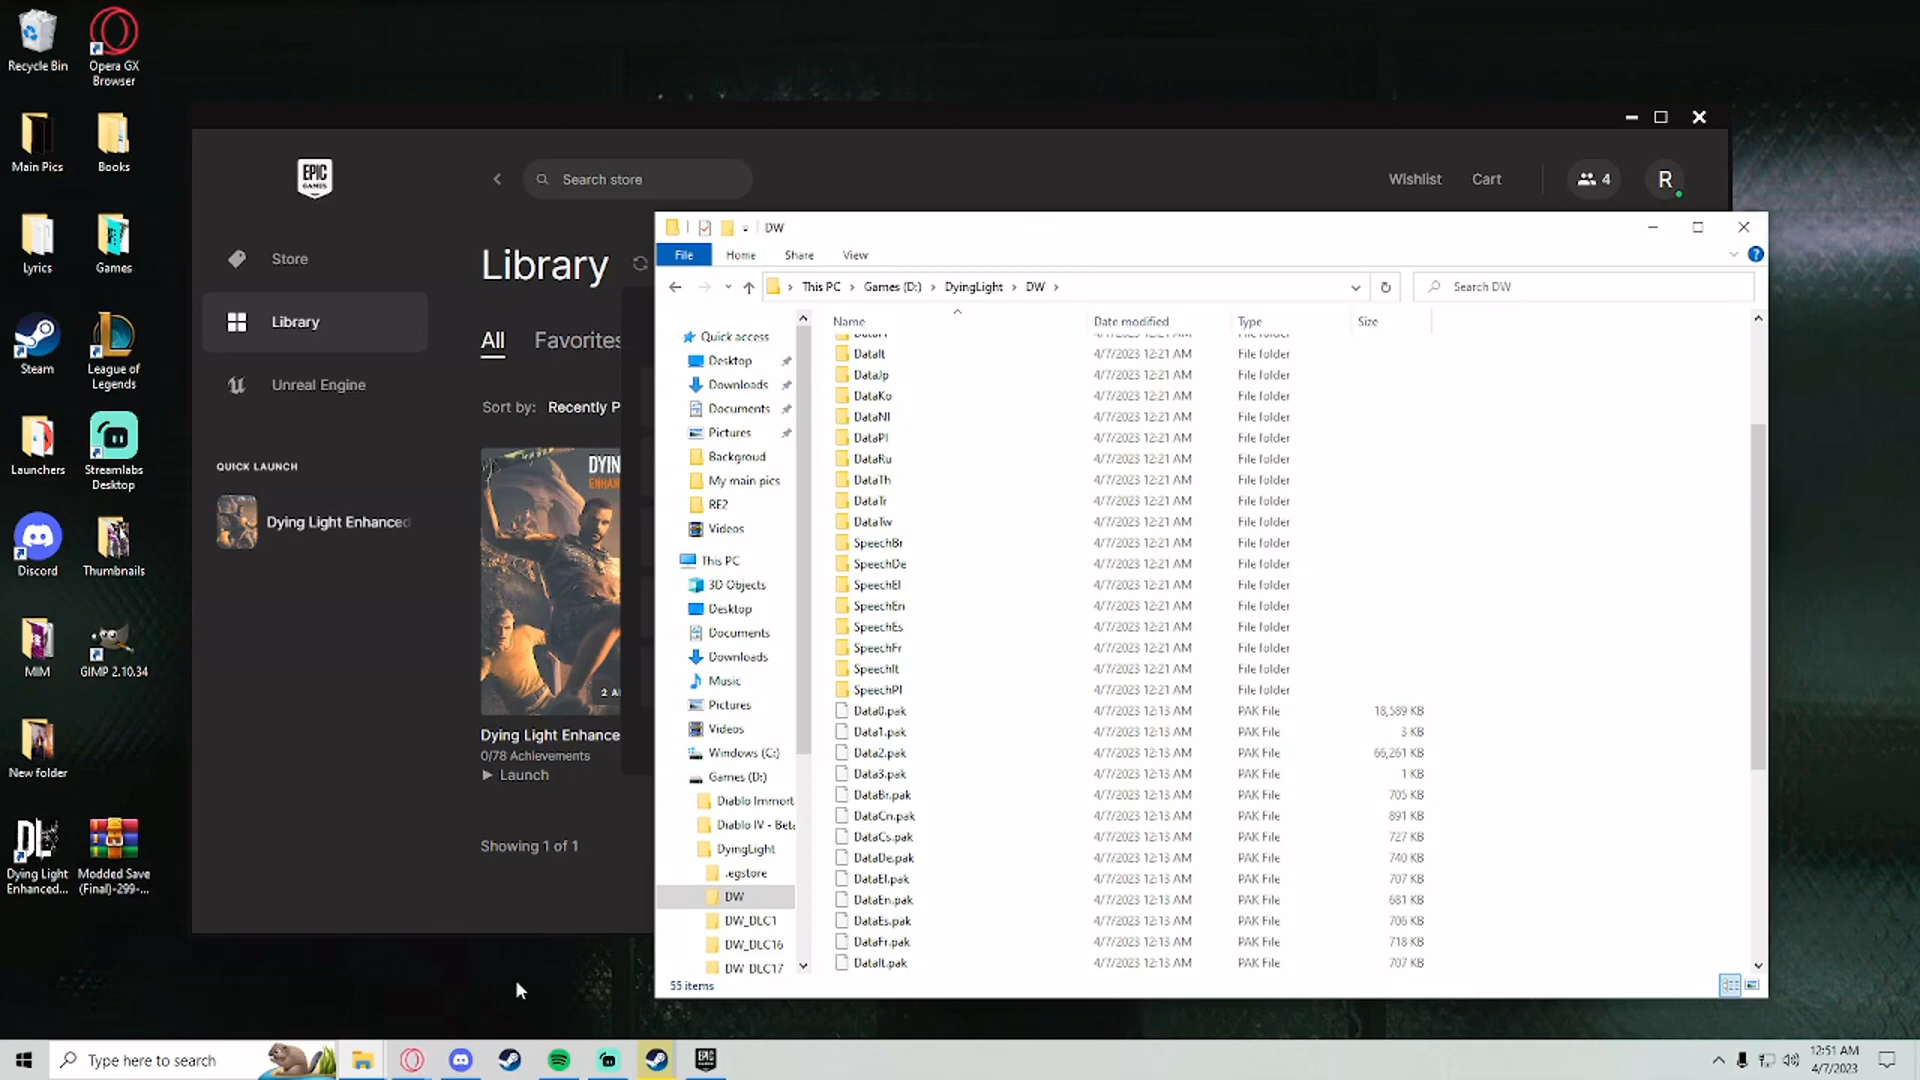 Recycle Bin
Opera GX
Browser
Main Pics
Books
Lyrics
Games
Steam
League of
Legends
Launchers
Streamlabs
Desktop
Discord
Thumbnails
MIM
GIMP 2.10.34
New folder
Dying Light
Enhanced...
Modded Save
(Final)-299-...
EPIC
GAMES
Search store
Wishlist
Cart
4
R
Store
Library
Unreal Engine
QUICK LAUNCH
Dying Light Enhanced
Library
All
Favorites
Sort by: Recently P
DYIN
ENHAN
2 A
Dying Light Enhance
0/78 Achievements
Launch
Showing 1 of 1
DW
File
Home
Share
View
This PC > Games (D:) > DyingLight > DW >
Search DW
Quick access
Desktop
Downloads
Documents
Pictures
Backgroud
My main pics
RE2
Videos
This PC
3D Objects
Desktop
Documents
Downloads
Music
Pictures
Videos
Windows (C:)
Games (D:)
Diablo Immort
Diablo IV - Beta
DyingLight
.egstore
DW
DW_DLC1
DW_DLC16
DW_DLC17
Name Date modified Type Size
DataIt 4/7/2023 12:21 AM File folder
DataJp 4/7/2023 12:21 AM File folder
DataKo 4/7/2023 12:21 AM File folder
DataNl 4/7/2023 12:21 AM File folder
DataPl 4/7/2023 12:21 AM File folder
DataRu 4/7/2023 12:21 AM File folder
DataTh 4/7/2023 12:21 AM File folder
DataTr 4/7/2023 12:21 AM File folder
DataTw 4/7/2023 12:21 AM File folder
SpeechBr 4/7/2023 12:21 AM File folder
SpeechDe 4/7/2023 12:21 AM File folder
SpeechEl 4/7/2023 12:21 AM File folder
SpeechEn 4/7/2023 12:21 AM File folder
SpeechEs 4/7/2023 12:21 AM File folder
SpeechFr 4/7/2023 12:21 AM File folder
SpeechIt 4/7/2023 12:21 AM File folder
SpeechPl 4/7/2023 12:21 AM File folder
Data0.pak 4/7/2023 12:13 AM PAK File 18,589 KB
Data1.pak 4/7/2023 12:13 AM PAK File 3 KB
Data2.pak 4/7/2023 12:13 AM PAK File 66,261 KB
Data3.pak 4/7/2023 12:13 AM PAK File 1 KB
DataBr.pak 4/7/2023 12:13 AM PAK File 705 KB
DataCn.pak 4/7/2023 12:13 AM PAK File 891 KB
DataCs.pak 4/7/2023 12:13 AM PAK File 727 KB
DataDe.pak 4/7/2023 12:13 AM PAK File 740 KB
DataEl.pak 4/7/2023 12:13 AM PAK File 707 KB
DataEn.pak 4/7/2023 12:13 AM PAK File 681 KB
DataEs.pak 4/7/2023 12:13 AM PAK File 706 KB
DataFr.pak 4/7/2023 12:13 AM PAK File 718 KB
DataIt.pak 4/7/2023 12:13 AM PAK File 707 KB
55 items
Type here to search
EPIC
12:51 AM
4/7/2023